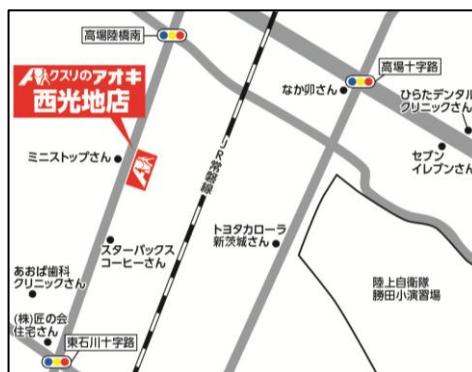 高場陸橋南
クスリのアオキ
西光地店
ミニストップさん
JR常磐線
なか卯さん
高場十字路
ひらたデンタル
クリニックさん
セブン
イレブンさん
スターバックス
コーヒーさん
トヨタカローラ
新茨城さん
あおば歯科
クリニックさん
陸上自衛隊
勝田小演習場
(株)匠の会
住宅さん
東石川十字路